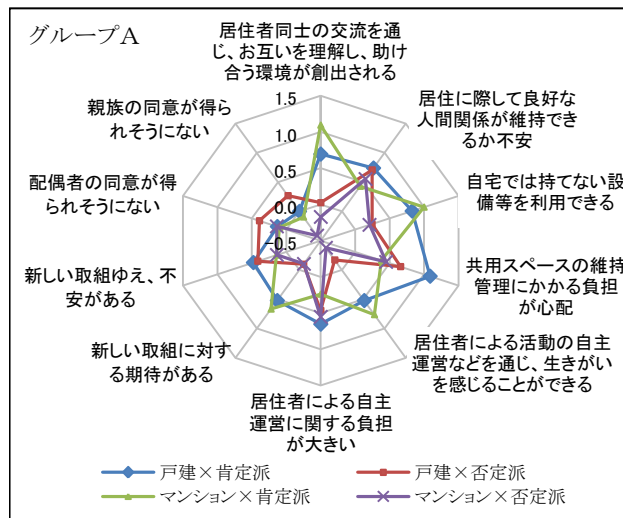 グループA
居住者同士の交流を通
じ、お互いを理解し、助け
合う環境が創出される
居住に際して良好な
人間関係が維持でき
るか不安
自宅では持てない設
備等を利用できる
共用スペースの維持
管理にかかる負担
が心配
居住者による活動の自主
運営などを通じ、生きがい
を感じることができる
居住者による自主
運営に関する負担
が大きい
新しい取組に対す
る期待がある
新しい取組ゆえ、不
安がある
配偶者の同意が得
られそうにない
親族の同意が得ら
れそうにない
1.5
1.0
0.5
0.0
-0.5
戸建×肯定派
戸建×否定派
マンション×肯定派
マンション×否定派